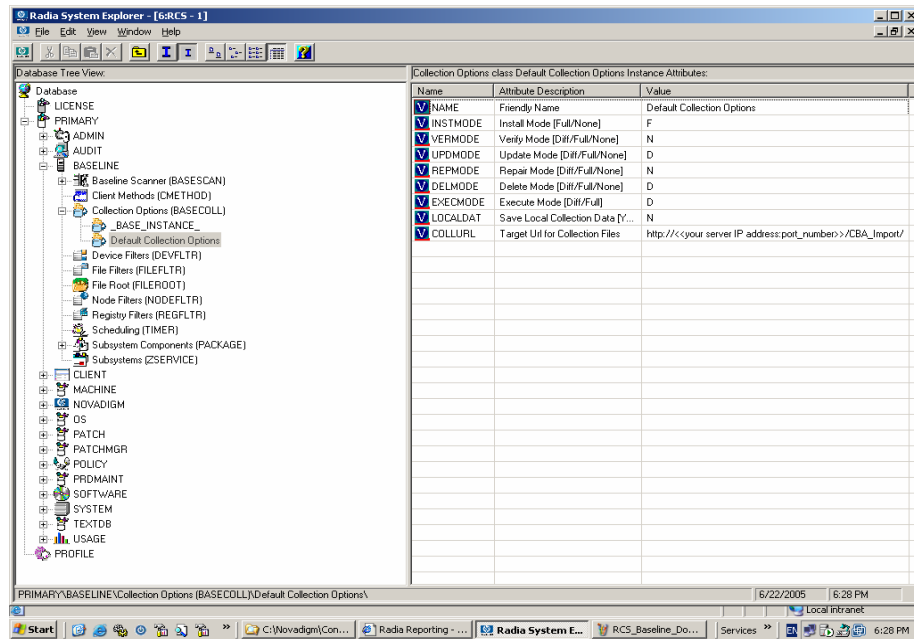 Radia System Explorer - [6:RCS - 1]
File Edit View Window Help
Database Tree View:
Collection Options class Default Collection Options Instance Attributes:
Database
LICENSE
PRIMARY
ADMIN
AUDIT
BASELINE
Baseline Scanner (BASESCAN)
Client Methods (CMETHOD)
Collection Options (BASECOLL)
_BASE_INSTANCE_
Default Collection Options
Device Filters (DEVFLTR)
File Filters (FILEFLTR)
File Root (FILEROOT)
Node Filters (NODEFLTR)
Registry Filters (REGFLTR)
Scheduling (TIMER)
Subsystem Components (PACKAGE)
Subsystems (ZSERVICE)
CLIENT
MACHINE
NOVADIGM
OS
PATCH
PATCHMGR
POLICY
PRDMAINT
SOFTWARE
SYSTEM
TEXTDB
USAGE
PROFILE
Name Attribute Description Value
NAME Friendly Name Default Collection Options
INSTMODE Install Mode [Full/None] F
VERMODE Verify Mode [Diff/Full/None] N
UPDMODE Update Mode [Diff/Full/None] D
REPMODE Repair Mode [Diff/Full/None] N
DELMODE Delete Mode [Diff/Full/None] D
EXECMODE Execute Mode [Diff/Full] D
LOCALDAT Save Local Collection Data [Y... N
COLLURL Target Url for Collection Files http://<<your server IP address:port_number>>/CBA_Import/
PRIMARY\BASELINE\Collection Options (BASECOLL)\Default Collection Options\
6/22/2005 6:28 PM
Local intranet
Start » C:\Novadigm\Con... Radia Reporting - ... Radia System E... RCS_Baseline_Do... Services » EN 6:28 PM